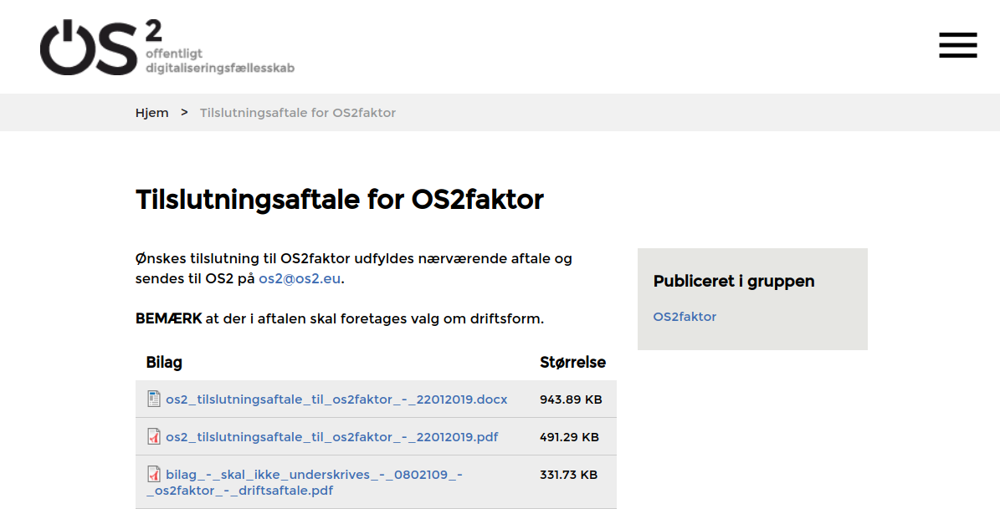 OS2
offentligt
digitaliseringsfællesskab
Hjem > Tilslutningsaftale for OS2faktor
Tilslutningsaftale for OS2faktor
Ønskes tilslutning til OS2faktor udfyldes nærværende aftale og
sendes til OS2 på os2@os2.eu.
BEMÆRK at der i aftalen skal foretages valg om driftsform.
Bilag Størrelse
os2_tilslutningsaftale_til_os2faktor_-_22012019.docx 943.89 KB
os2_tilslutningsaftale_til_os2faktor_-_22012019.pdf 491.29 KB
bilag_-_skal_ikke_underskrives_-_0802109_- 331.73 KB
_os2faktor_-_driftsaftale.pdf
Publiceret i gruppen
OS2faktor